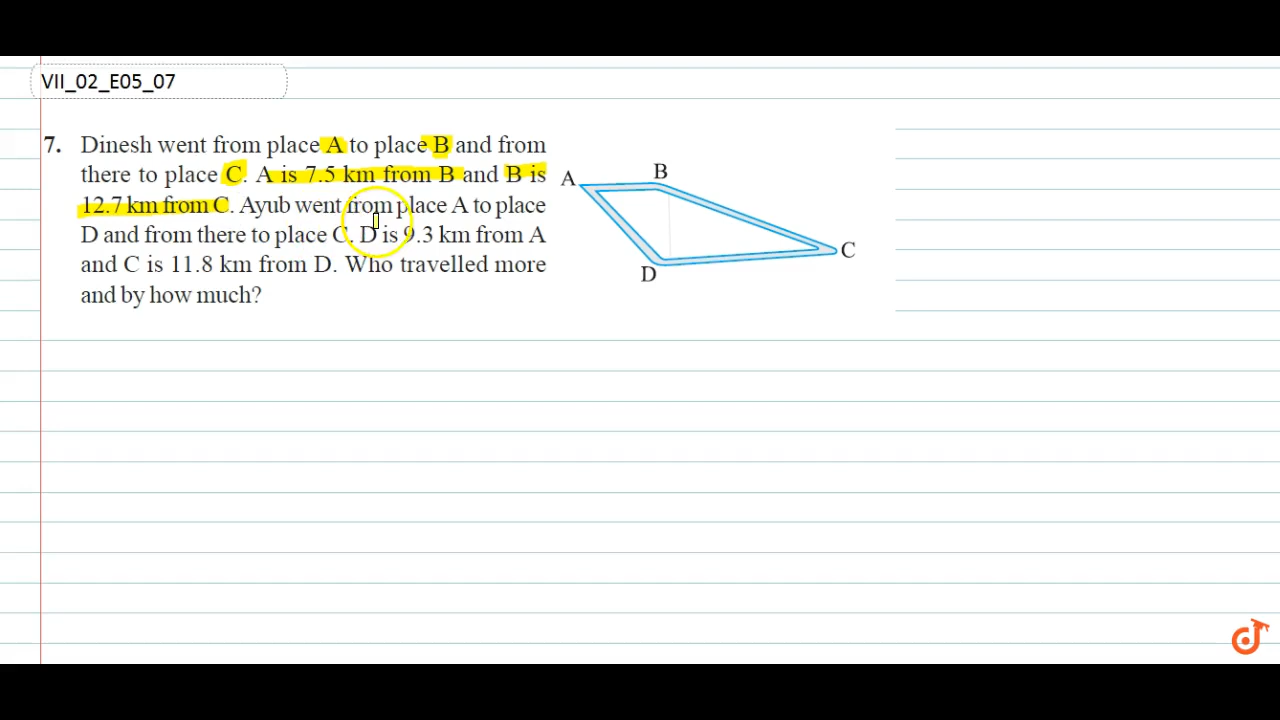 VII_02_E05_07
7. Dinesh went from place A to place B and from
there to place C. A is 7.5 km from B and B is
12.7 km from C. Ayub went from place A to place
D and from there to place C. D is 9.3 km from A
and C is 11.8 km from D. Who travelled more
and by how much?
A
B
C
D